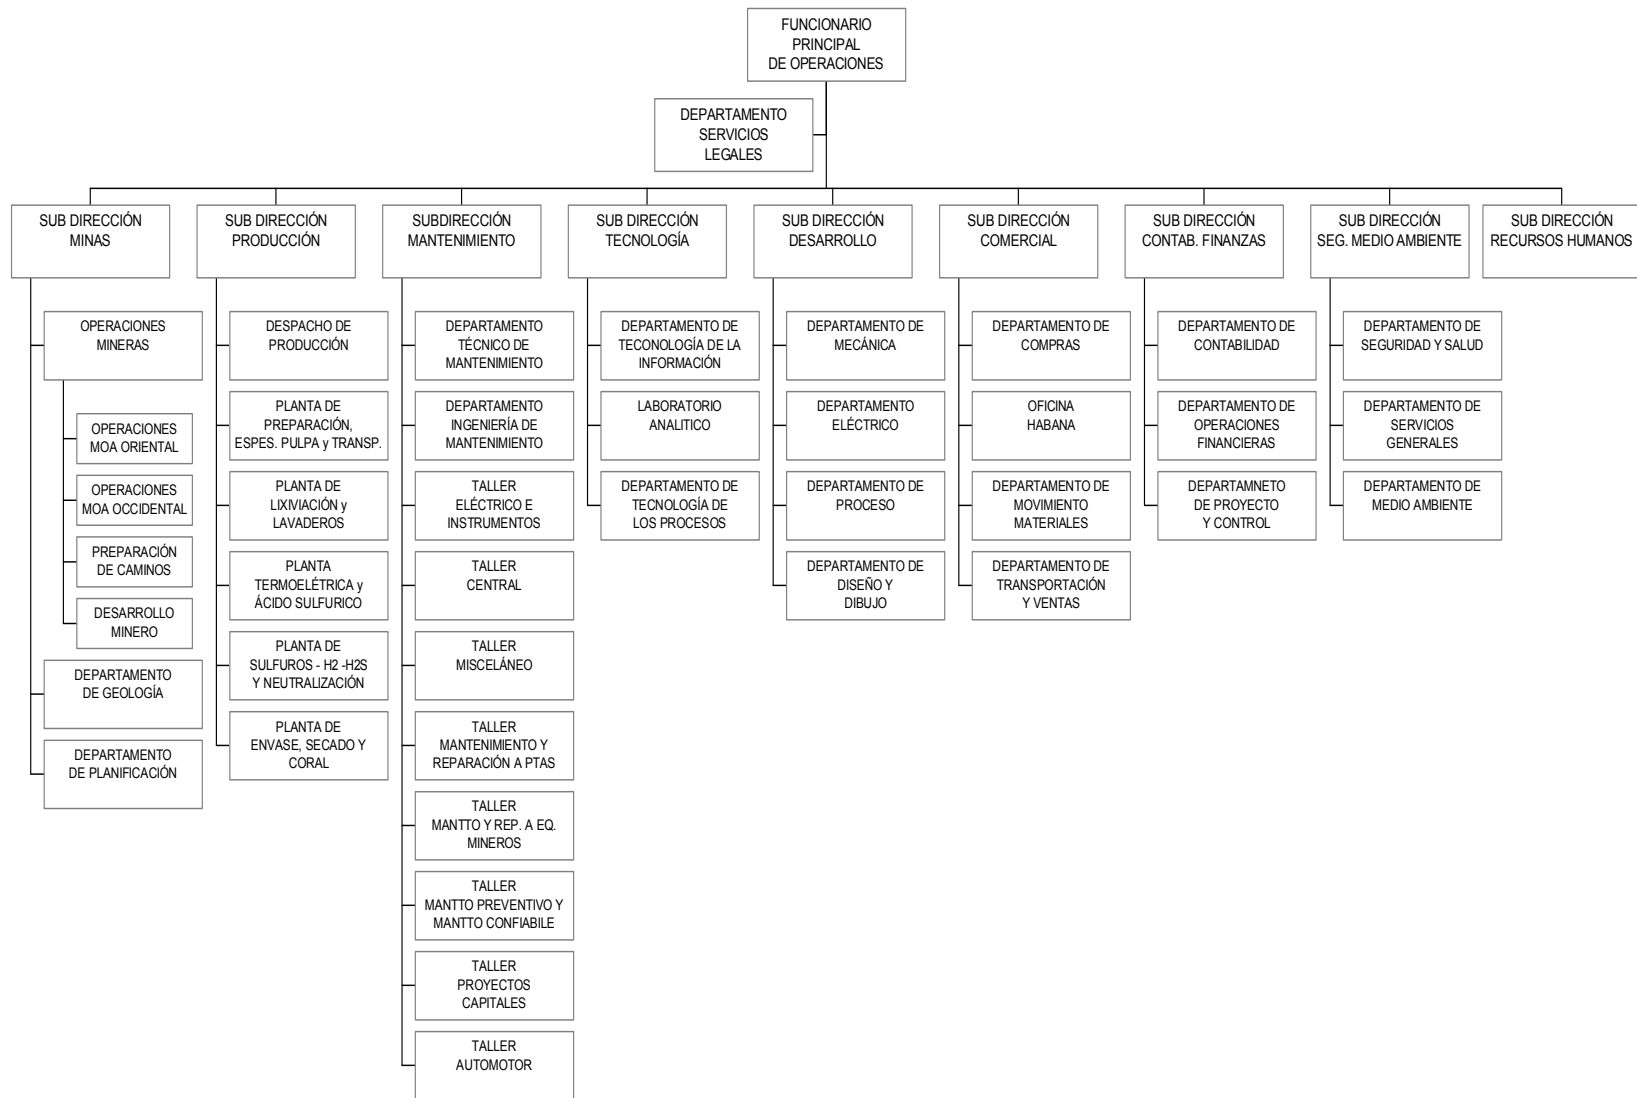 FUNCIONARIO
PRINCIPAL
DE OPERACIONES
DEPARTAMENTO
SERVICIOS
LEGALES
SUB DIRECCIÓN
MINAS
OPERACIONES
MINERAS
OPERACIONES
MOA ORIENTAL
OPERACIONES
MOA OCCIDENTAL
PREPARACIÓN
DE CAMINOS
DESARROLLO
MINERO
DEPARTAMENTO
DE GEOLOGÍA
DEPARTAMENTO
DE PLANIFICACIÓN
SUB DIRECCIÓN
PRODUCCIÓN
DESPACHO DE
PRODUCCIÓN
PLANTA DE
PREPARACIÓN,
ESPES. PULPA y TRANSP.
PLANTA DE
LIXIVIACIÓN y
LAVADEROS
PLANTA
TERMOELÉTRICA y
ÁCIDO SULFURICO
PLANTA DE
SULFUROS - H2 -H2S
Y NEUTRALIZACIÓN
PLANTA DE
ENVASE, SECADO Y
CORAL
SUBDIRECCIÓN
MANTENIMIENTO
DEPARTAMENTO
TÉCNICO DE
MANTENIMIENTO
DEPARTAMENTO
INGENIERÍA DE
MANTENIMIENTO
TALLER
ELÉCTRICO E
INSTRUMENTOS
TALLER
CENTRAL
TALLER
MISCELÁNEO
TALLER
MANTENIMIENTO Y
REPARACIÓN A PTAS
TALLER
MANTTO Y REP. A EQ.
MINEROS
TALLER
MANTTO PREVENTIVO Y
MANTTO CONFIABILE
TALLER
PROYECTOS
CAPITALES
TALLER
AUTOMOTOR
SUB DIRECCIÓN
TECNOLOGÍA
DEPARTAMENTO DE
TECONOLOGÍA DE LA
INFORMACIÓN
LABORATORIO
ANALITICO
DEPARTAMENTO DE
TECNOLOGÍA DE
LOS PROCESOS
SUB DIRECCIÓN
DESARROLLO
DEPARTAMENTO DE
MECÁNICA
DEPARTAMENTO
ELÉCTRICO
DEPARTAMENTO DE
PROCESO
DEPARTAMENTO DE
DISEÑO Y
DIBUJO
SUB DIRECCIÓN
COMERCIAL
DEPARTAMENTO DE
COMPRAS
OFICINA
HABANA
DEPARTAMENTO DE
MOVIMIENTO
MATERIALES
DEPARTAMENTO DE
TRANSPORTACIÓN
Y VENTAS
SUB DIRECCIÓN
CONTAB. FINANZAS
DEPARTAMENTO DE
CONTABILIDAD
DEPARTAMENTO DE
OPERACIONES
FINANCIERAS
DEPARTAMNETO
DE PROYECTO
Y CONTROL
SUB DIRECCIÓN
SEG. MEDIO AMBIENTE
DEPARTAMENTO DE
SEGURIDAD Y SALUD
DEPARTAMENTO DE
SERVICIOS
GENERALES
DEPARTAMENTO DE
MEDIO AMBIENTE
SUB DIRECCIÓN
RECURSOS HUMANOS